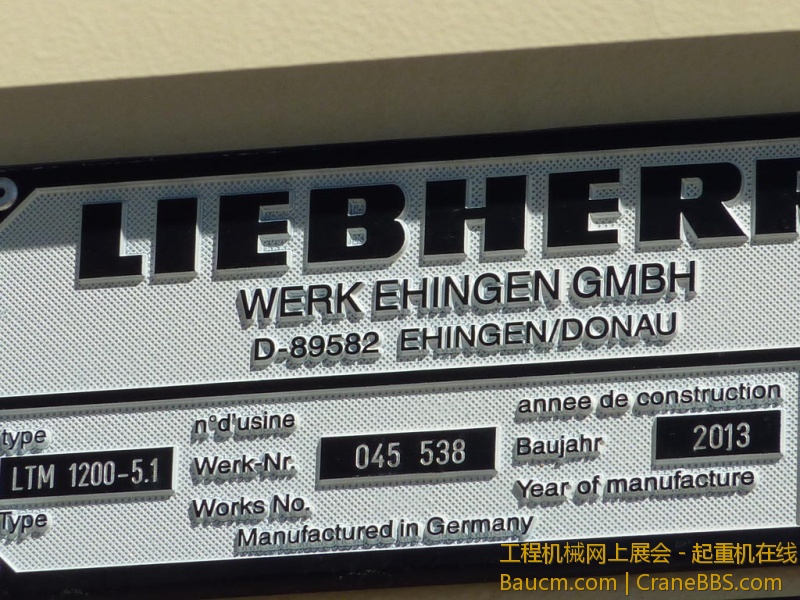 LIEBHERR
WERK EHINGEN GMBH
D-89582 EHINGEN/DONAU
type
LTM 1200-5.1
Type
n°d'usine
Werk-Nr.
Works No.
045 538
annee de construction
Baujahr
Year of manufacture
2013
Manufactured in Germany
工程机械网上展会 - 起重机在线
Baucm.com | CraneBBS.com